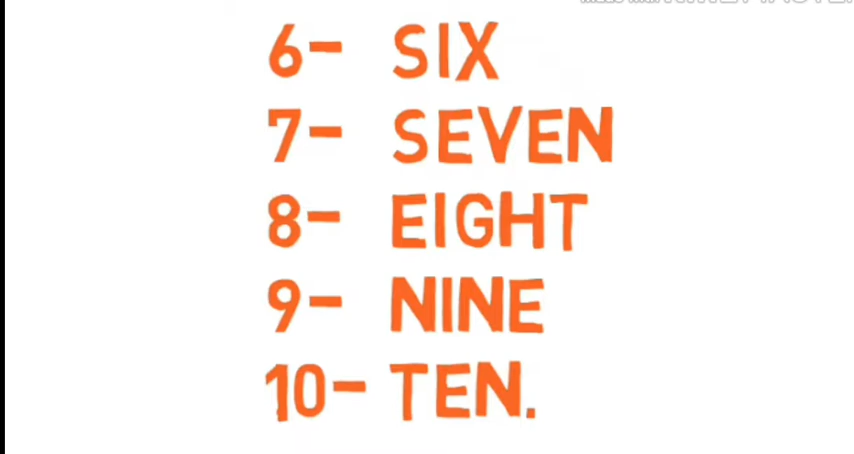 6- SIX
7- SEVEN
8- EIGHT
9- NINE
10- TEN.